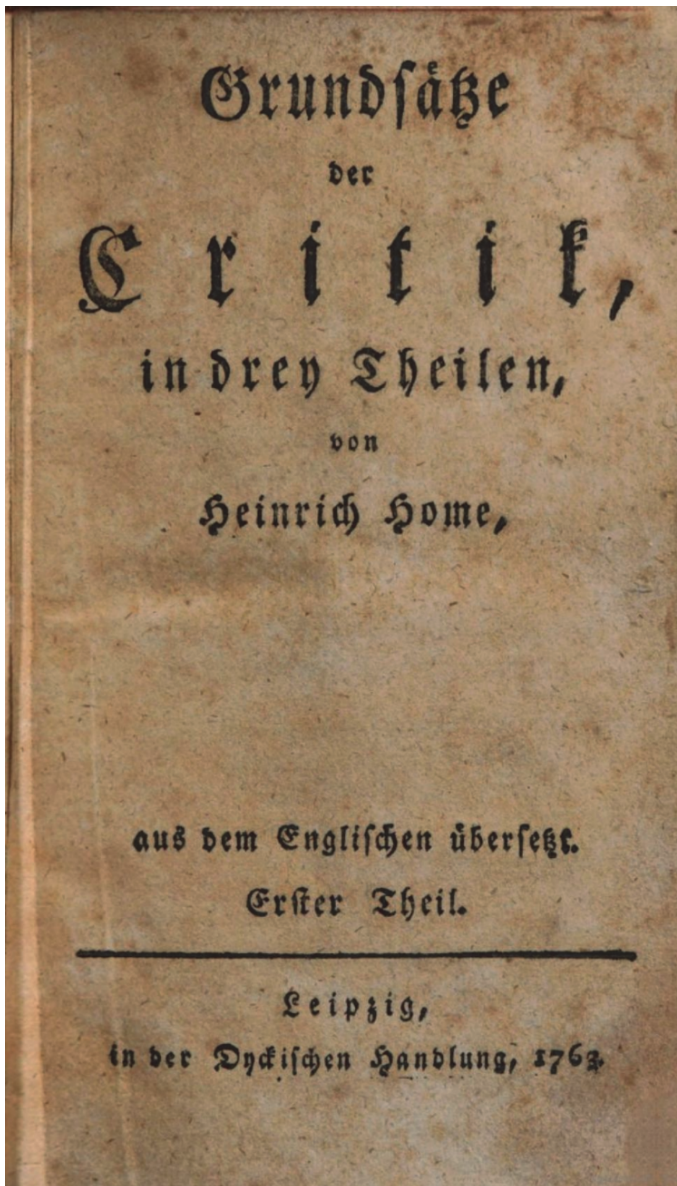 Grundsätze
der
Critik,
in drey Theilen,
von
Heinrich Home,
aus dem Englischen übersetzt.
Erster Theil.
Leipzig,
in der Dyckischen Handlung, 1763.